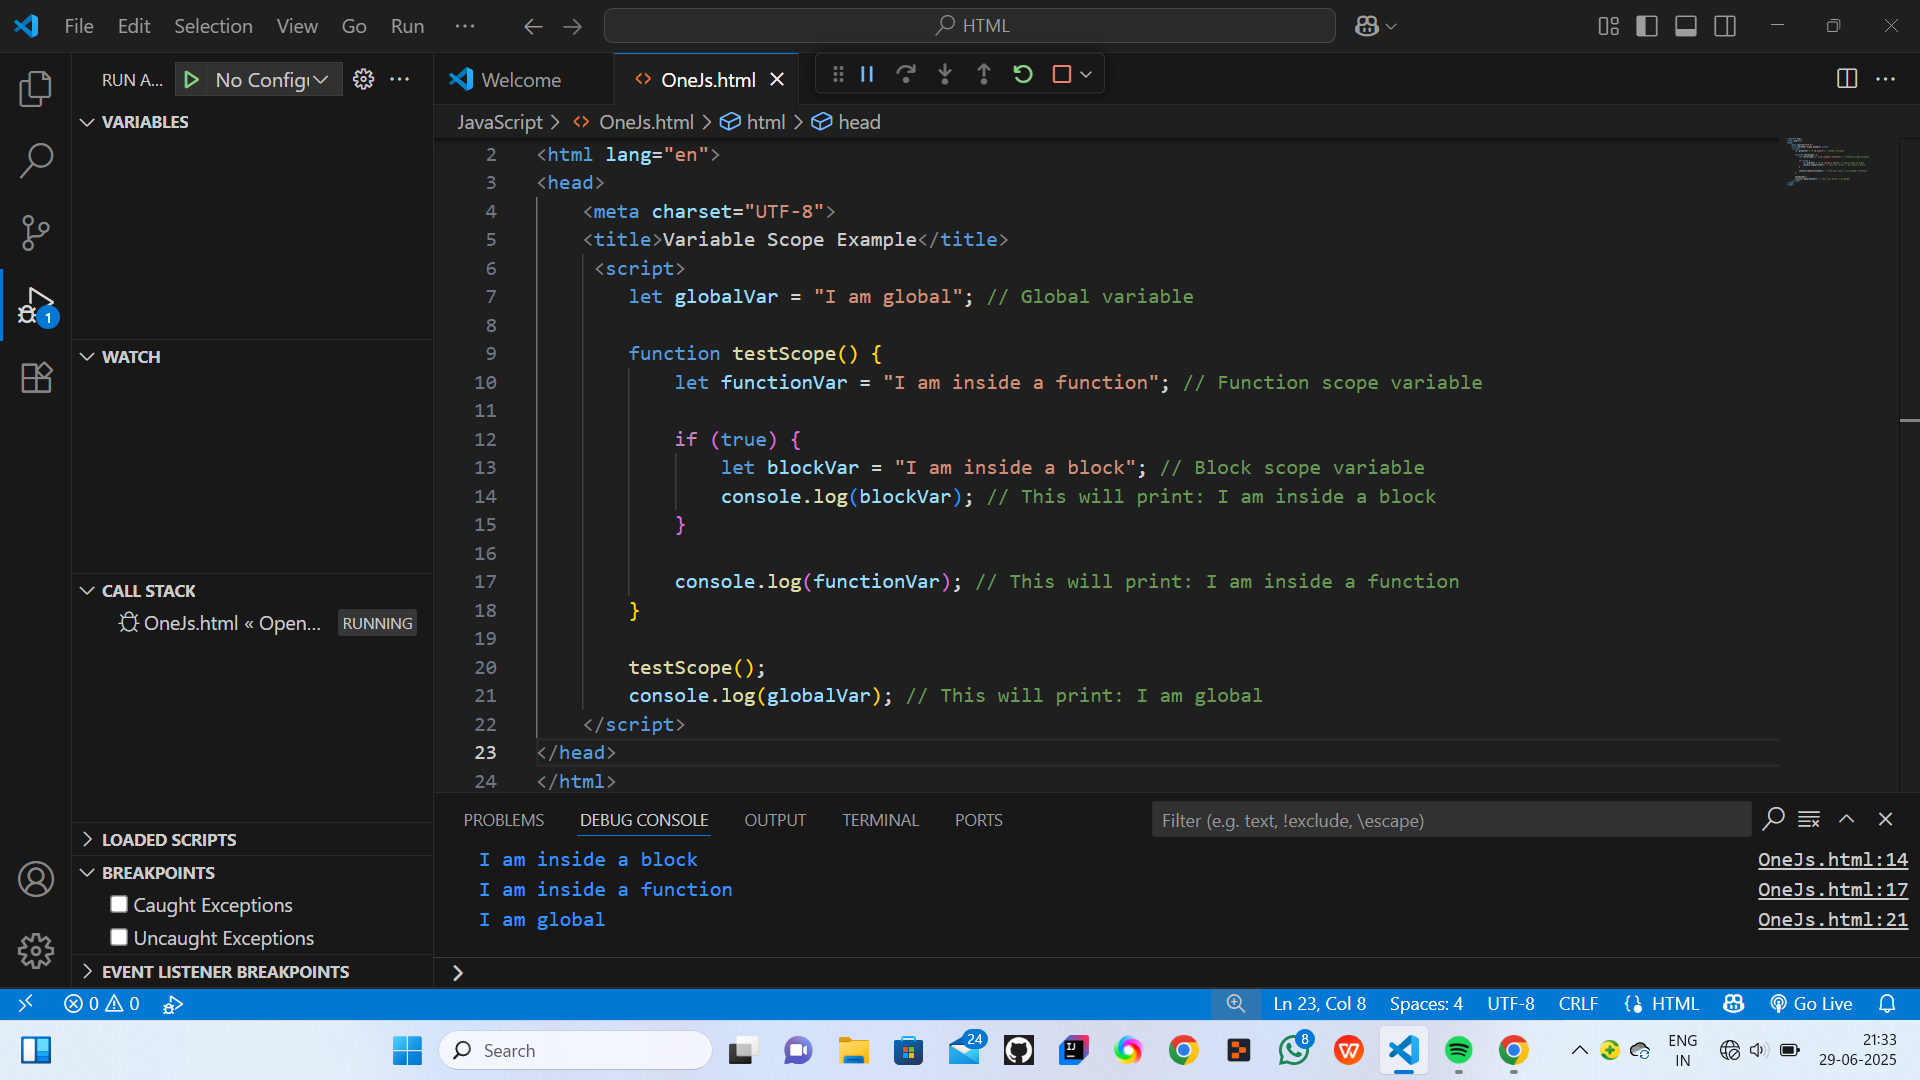 File Edit Selection View Go Run ··· HTML
RUN A... No Config ···
Welcome OneJs.html
VARIABLES
JavaScript > OneJs.html > html > head
2 <html lang="en">
3 <head>
4 <meta charset="UTF-8">
5 <title>Variable Scope Example</title>
6 <script>
7 let globalVar = "I am global"; // Global variable
8
9 function testScope() {
10 let functionVar = "I am inside a function"; // Function scope variable
11
12 if (true) {
13 let blockVar = "I am inside a block"; // Block scope variable
14 console.log(blockVar); // This will print: I am inside a block
15 }
16
17 console.log(functionVar); // This will print: I am inside a function
18 }
19
20 testScope();
21 console.log(globalVar); // This will print: I am global
22 </script>
23 </head>
24 </html>
1
WATCH
CALL STACK
OneJs.html « Open... RUNNING
LOADED SCRIPTS
BREAKPOINTS
Caught Exceptions
Uncaught Exceptions
EVENT LISTENER BREAKPOINTS
PROBLEMS DEBUG CONSOLE OUTPUT TERMINAL PORTS Filter (e.g. text, !exclude, \escape)
I am inside a block OneJs.html:14
I am inside a function OneJs.html:17
I am global OneJs.html:21
>
0 0 Ln 23, Col 8 Spaces: 4 UTF-8 CRLF {} HTML Go Live
Search 24 IJ 8 W ENG IN 21:33
29-06-2025